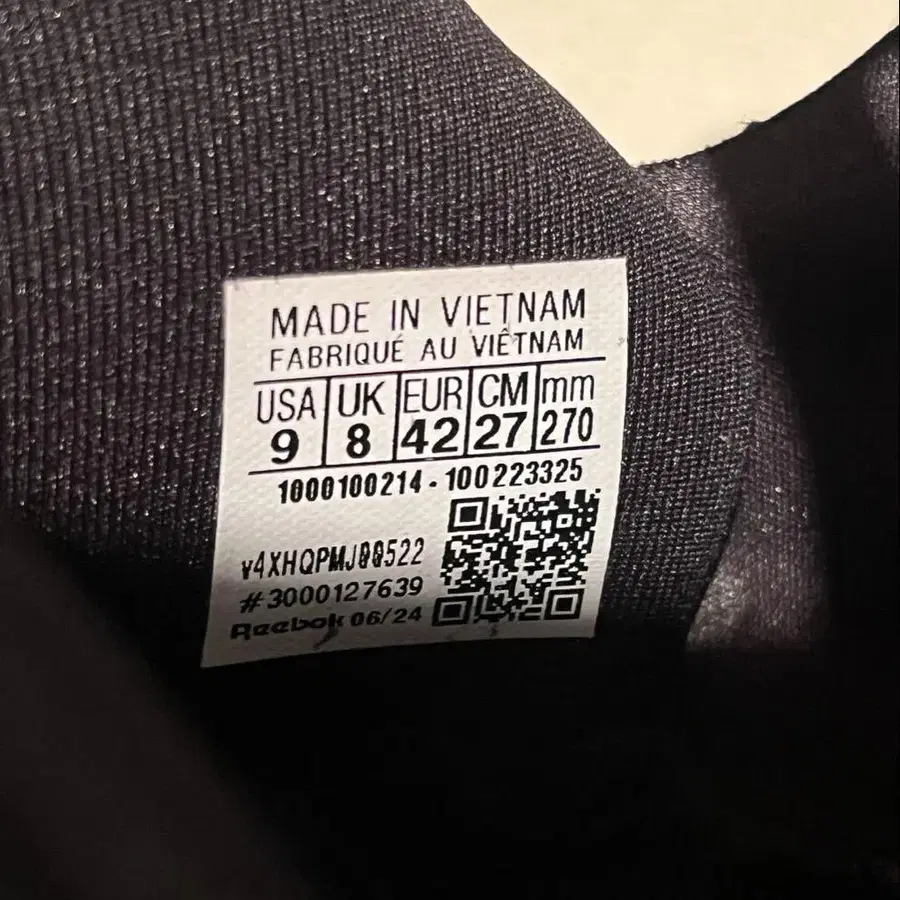 MADE IN VIETNAM
FABRIQUÉ AU VIÊTNAM
USA UK EUR CM mm
9 8 42 27 270
1000100214 - 100223325
v4XHQPMJ00522
#3000127639
Reebok 06/24